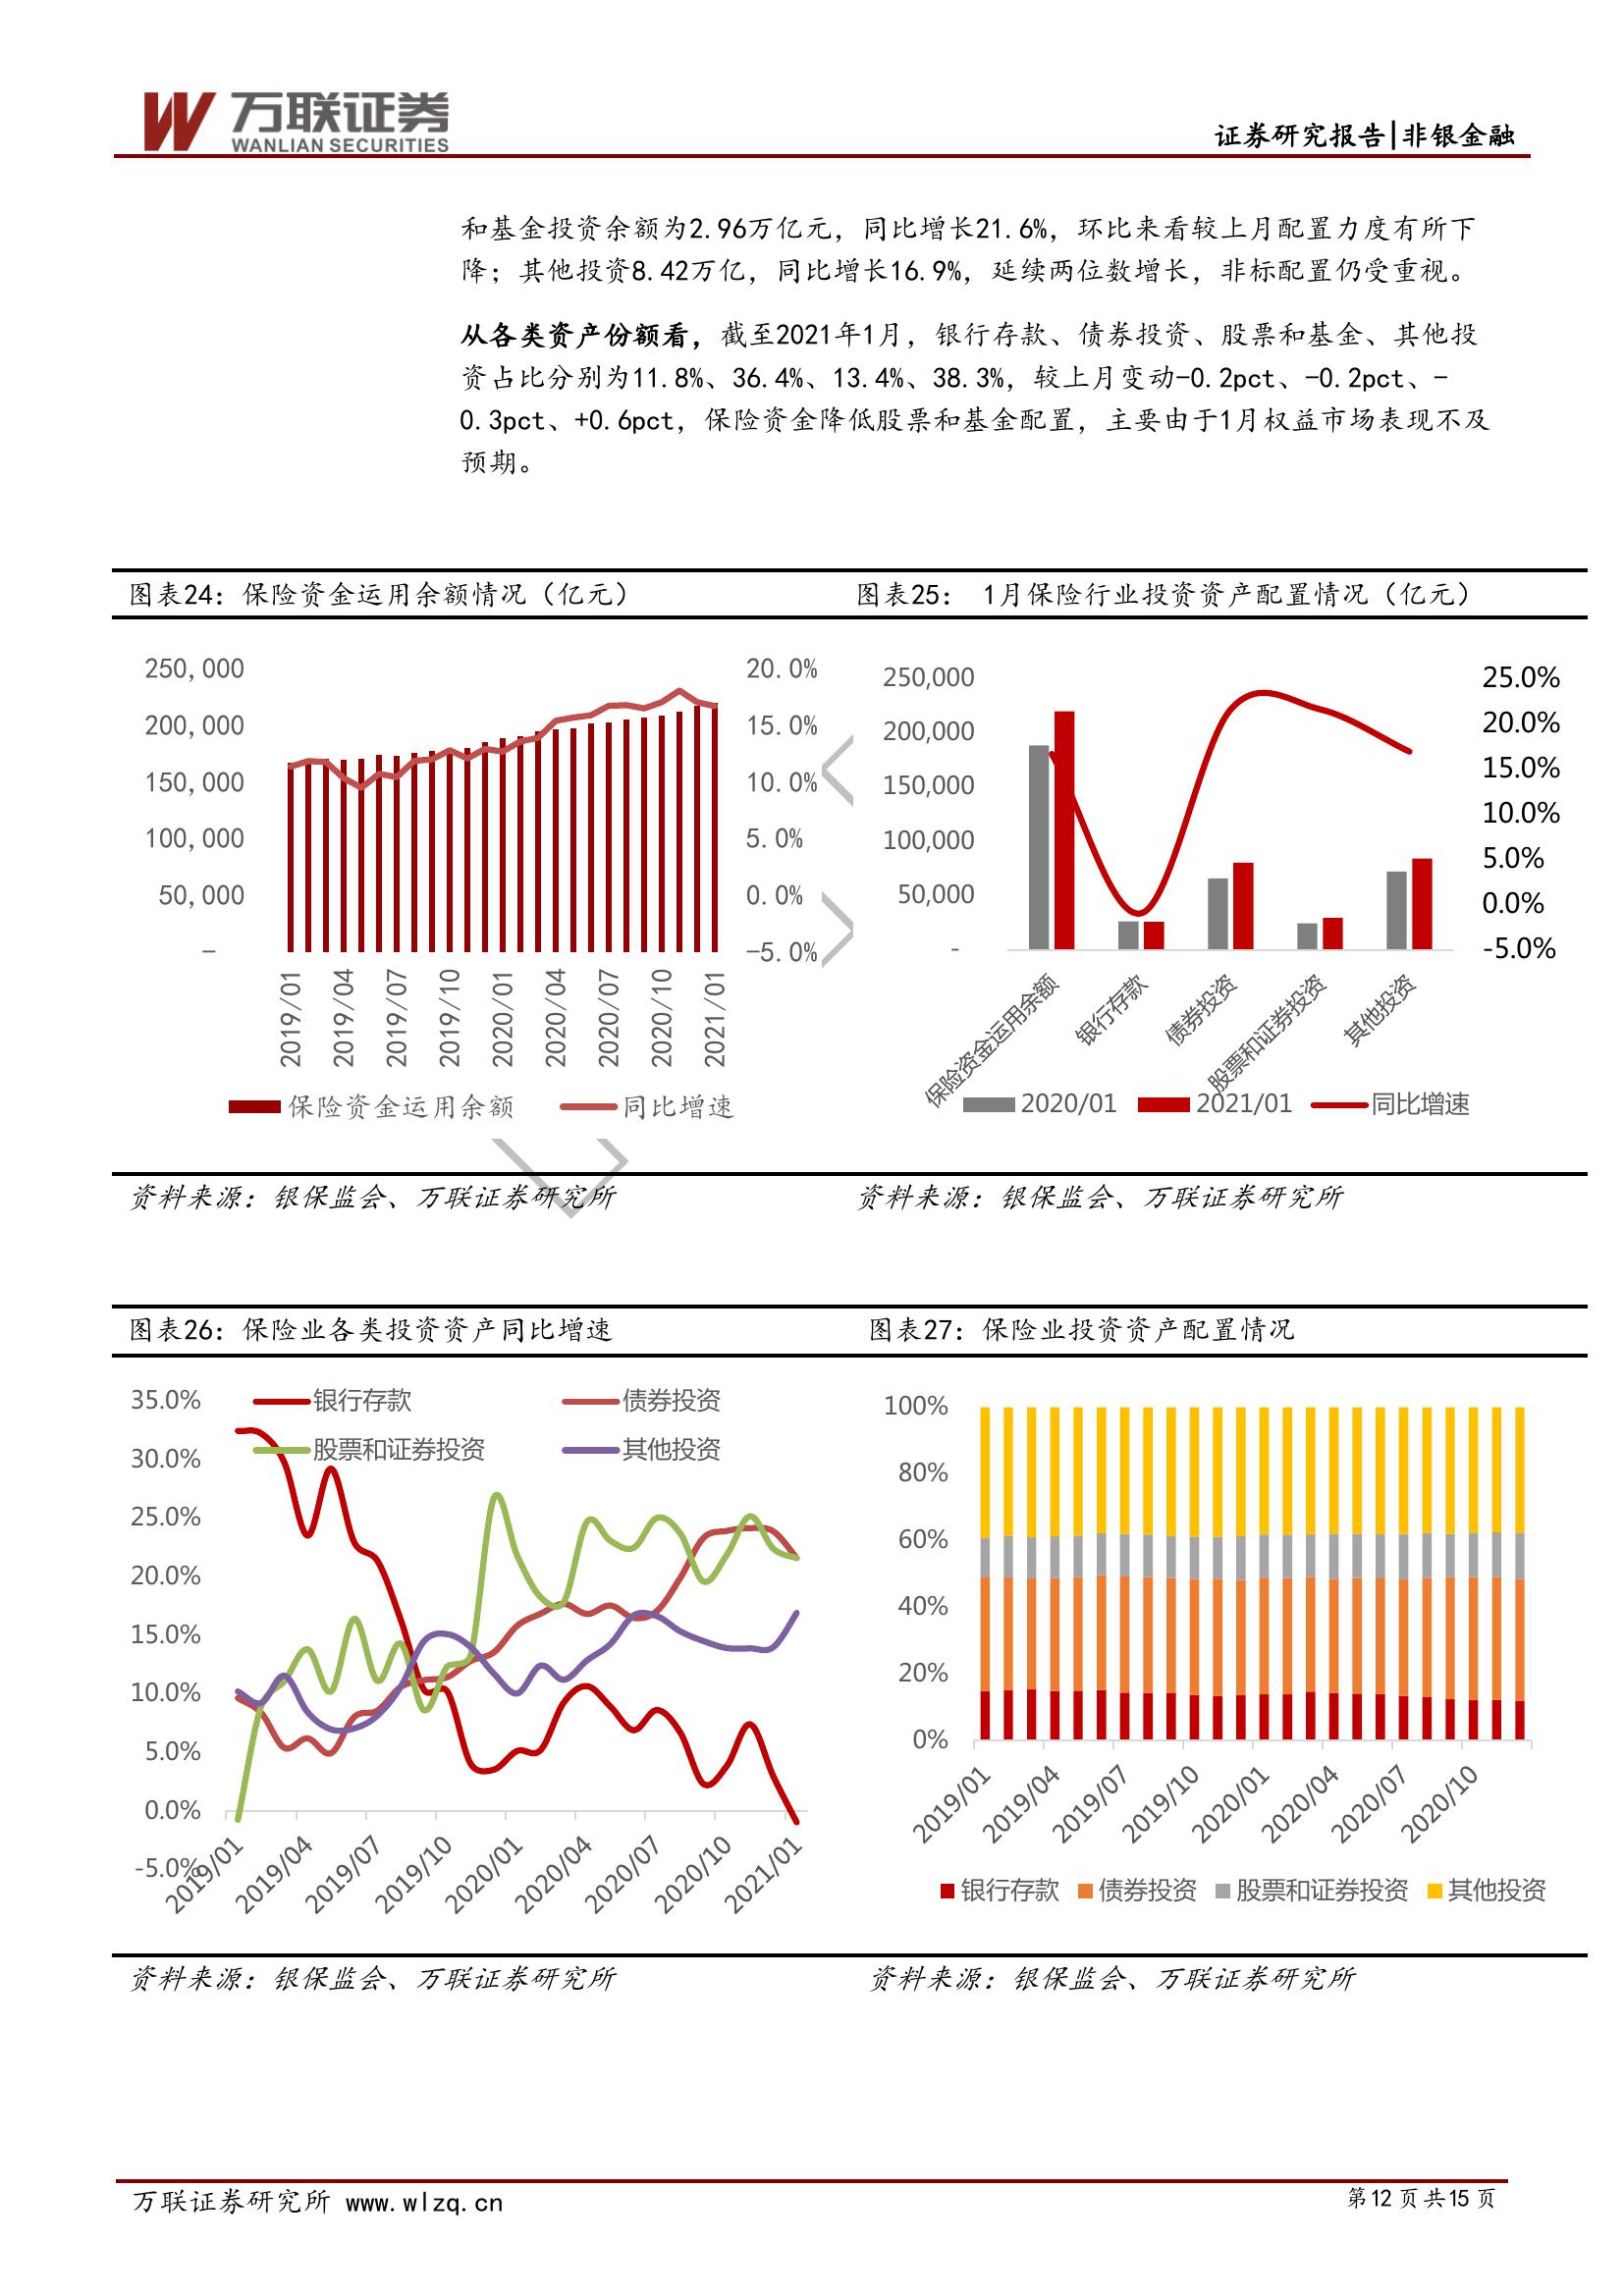 万联证券
WANLIAN SECURITIES
证券研究报告|非银金融
和基金投资余额为2.96万亿元，同比增长21.6%，环比来看较上月配置力度有所下
降；其他投资8.42万亿，同比增长16.9%，延续两位数增长，非标配置仍受重视。
从各类资产份额看，截至2021年1月，银行存款、债券投资、股票和基金、其他投
资占比分别为11.8%、36.4%、13.4%、38.3%，较上月变动-0.2pct、-0.2pct、-
0.3pct、+0.6pct，保险资金降低股票和基金配置，主要由于1月权益市场表现不及
预期。
图表24：保险资金运用余额情况（亿元）
250,000
200,000
150,000
100,000
50,000
-
20.0%
15.0%
10.0%
5.0%
0.0%
-5.0%
2019/01
2019/04
2019/07
2019/10
2020/01
2020/04
2020/07
2020/10
2021/01
保险资金运用余额
同比增速
资料来源：银保监会、万联证券研究所
图表25： 1月保险行业投资资产配置情况（亿元）
250,000
200,000
150,000
100,000
50,000
-
25.0%
20.0%
15.0%
10.0%
5.0%
0.0%
-5.0%
保险资金运用余额
银行存款
债券投资
股票和证券投资
其他投资
2020/01
2021/01
同比增速
资料来源：银保监会、万联证券研究所
图表26：保险业各类投资资产同比增速
银行存款
债券投资
股票和证券投资
其他投资
35.0%
30.0%
25.0%
20.0%
15.0%
10.0%
5.0%
0.0%
-5.0%
2019/01
2019/04
2019/07
2019/10
2020/01
2020/04
2020/07
2020/10
2021/01
资料来源：银保监会、万联证券研究所
图表27：保险业投资资产配置情况
100%
80%
60%
40%
20%
0%
2019/01
2019/04
2019/07
2019/10
2020/01
2020/04
2020/07
2020/10
银行存款
债券投资
股票和证券投资
其他投资
资料来源：银保监会、万联证券研究所
万联证券研究所 www.wlzq.cn
第12页共15页